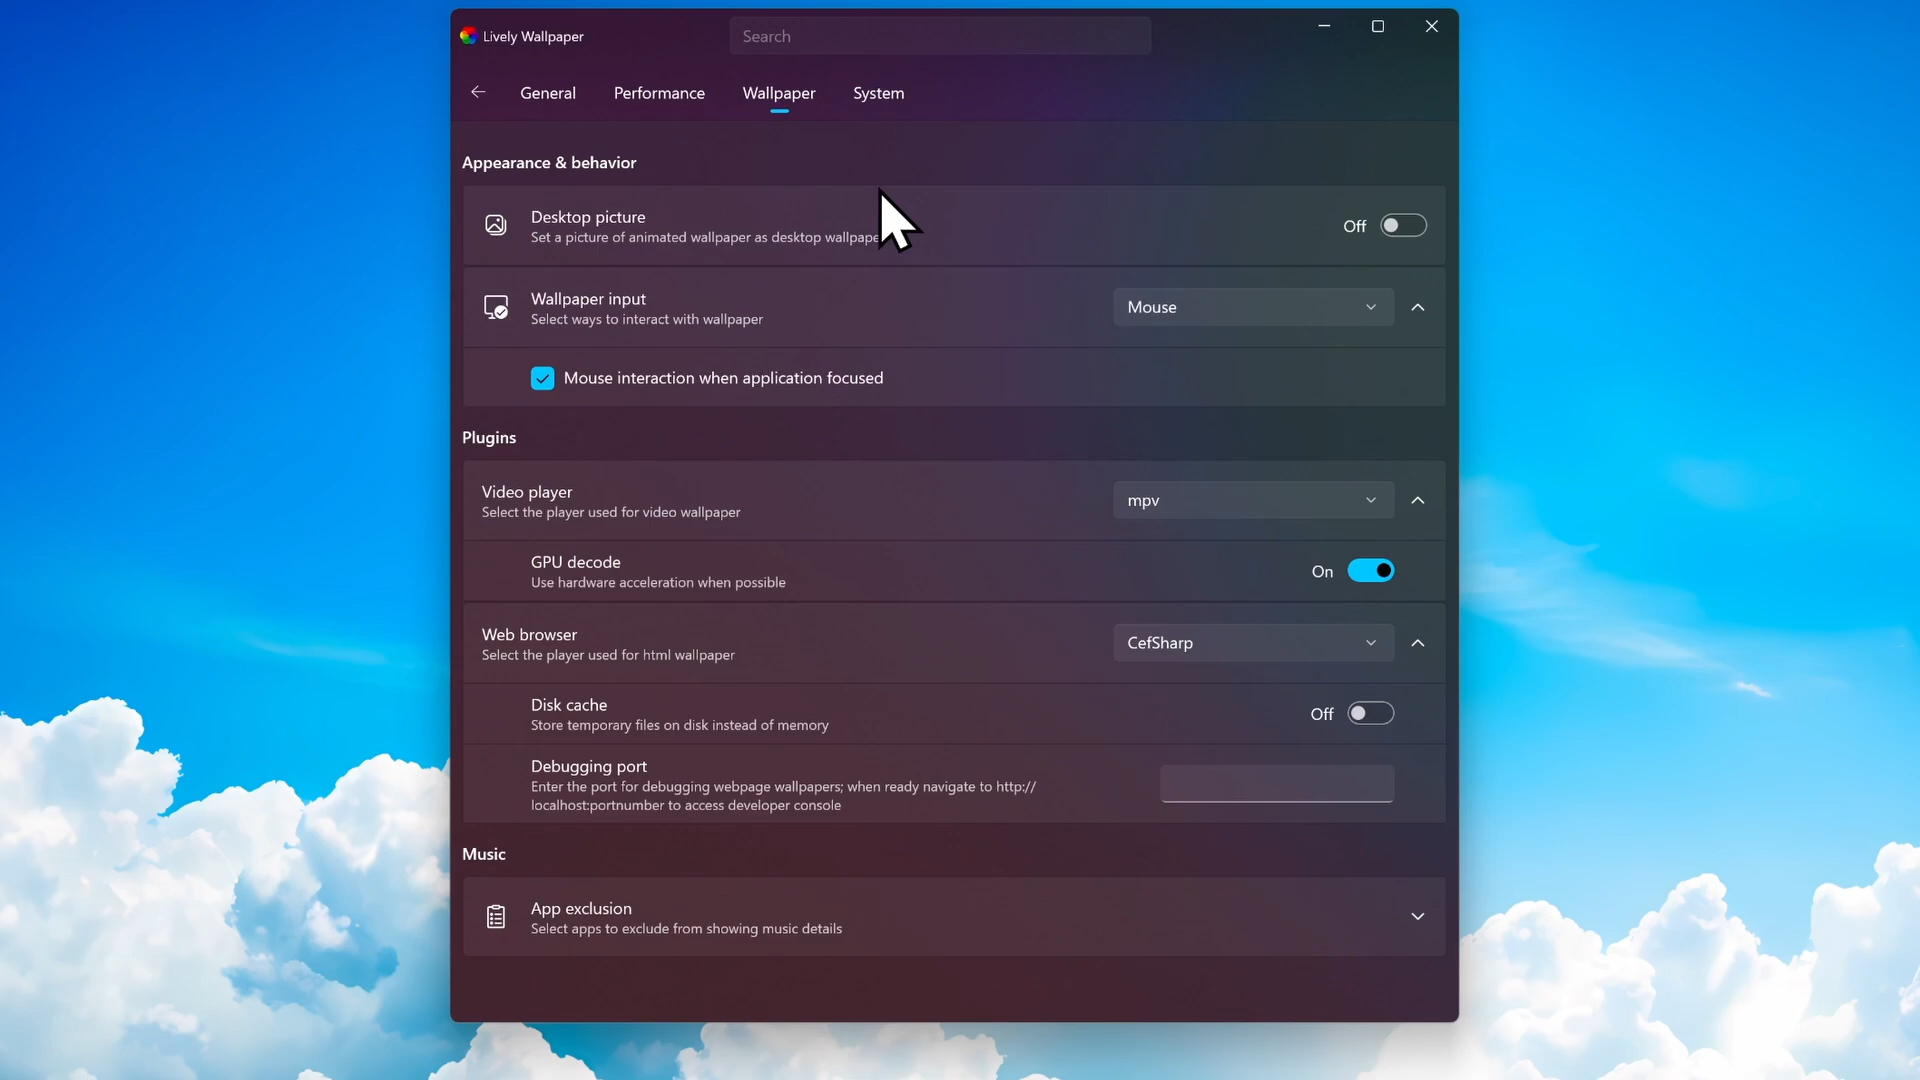 Lively Wallpaper
Search
General
Performance
Wallpaper
System
Appearance & behavior
Desktop picture
Set a picture of animated wallpaper as desktop
Off
Wallpaper input
Select ways to interact with wallpaper
Mouse
Mouse interaction when application focused
Plugins
Video player
Select the player used for video wallpaper
mpv
GPU decode
Use hardware acceleration when possible
On
Web browser
Select the player used for html wallpaper
CefSharp
Disk cache
Store temporary files on disk instead of memory
Off
Debugging port
Enter the port for debugging webpage wallpapers; when ready navigate to http://
localhost:portnumber to access developer console
Music
App exclusion
Select apps to exclude from showing music details